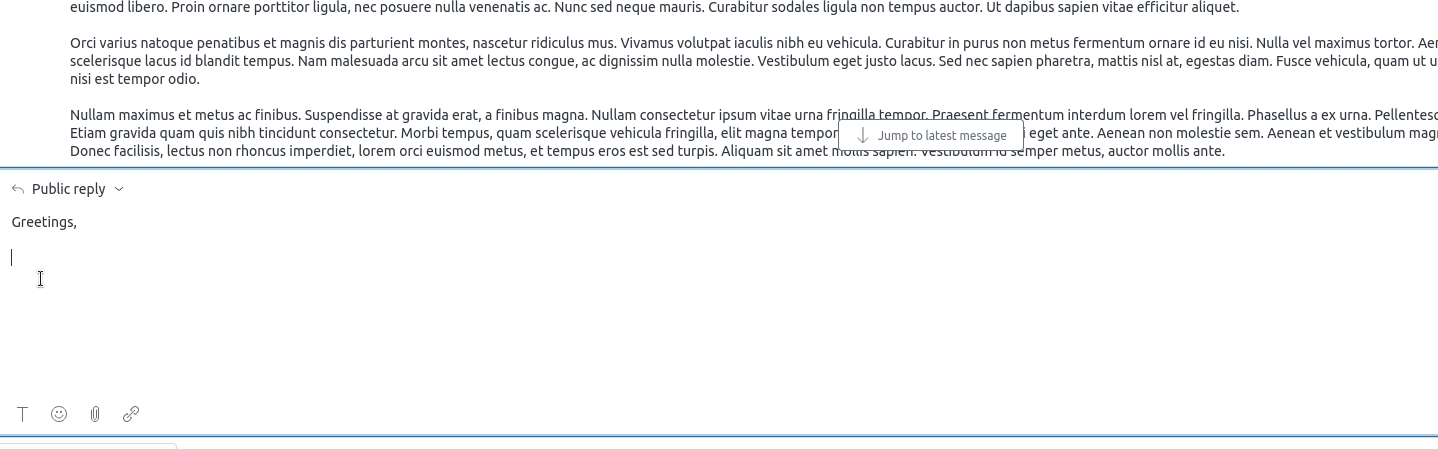 euismod libero. Proin ornare porttitor ligula, nec posuere nulla venenatis ac. Nunc sed neque mauris. Curabitur sodales ligula non tempus auctor. Ut dapibus sapien vitae efficitur aliquet.
Orci varius natoque penatibus et magnis dis parturient montes, nascetur ridiculus mus. Vivamus volutpat iaculis nibh eu vehicula. Curabitur in purus non metus fermentum ornare id eu nisi. Nulla vel maximus tortor.
scelerisque lacus id blandit tempus. Nam malesuada arcu sit amet lectus congue, ac dignissim nulla molestie. Vestibulum eget justo lacus. Sed nec sapien pharetra, mattis nisl at, egestas diam. Fusce vehicula, quam ut
nisi est tempor odio.
Nullam maximus et metus ac finibus. Suspendisse at gravida erat, a finibus magna. Nullam consectetur ipsum vitae urna fringilla tempor. Praesent fermentum interdum lorem vel fringilla. Phasellus a ex urna.
Etiam gravida quam quis nibh tincidunt consectetur. Morbi tempus, quam scelerisque vehicula fringilla, elit magna tempor eget ante. Aenean non molestie sem. Aenean et vestibulum
Jump to latest message
Donec facilisis, lectus non rhoncus imperdiet, lorem orci euismod metus, et tempus eros est sed turpis. Aliquam sit amet mollis sapien. Vestibulum id semper metus, auctor mollis ante.
Public reply
Greetings,